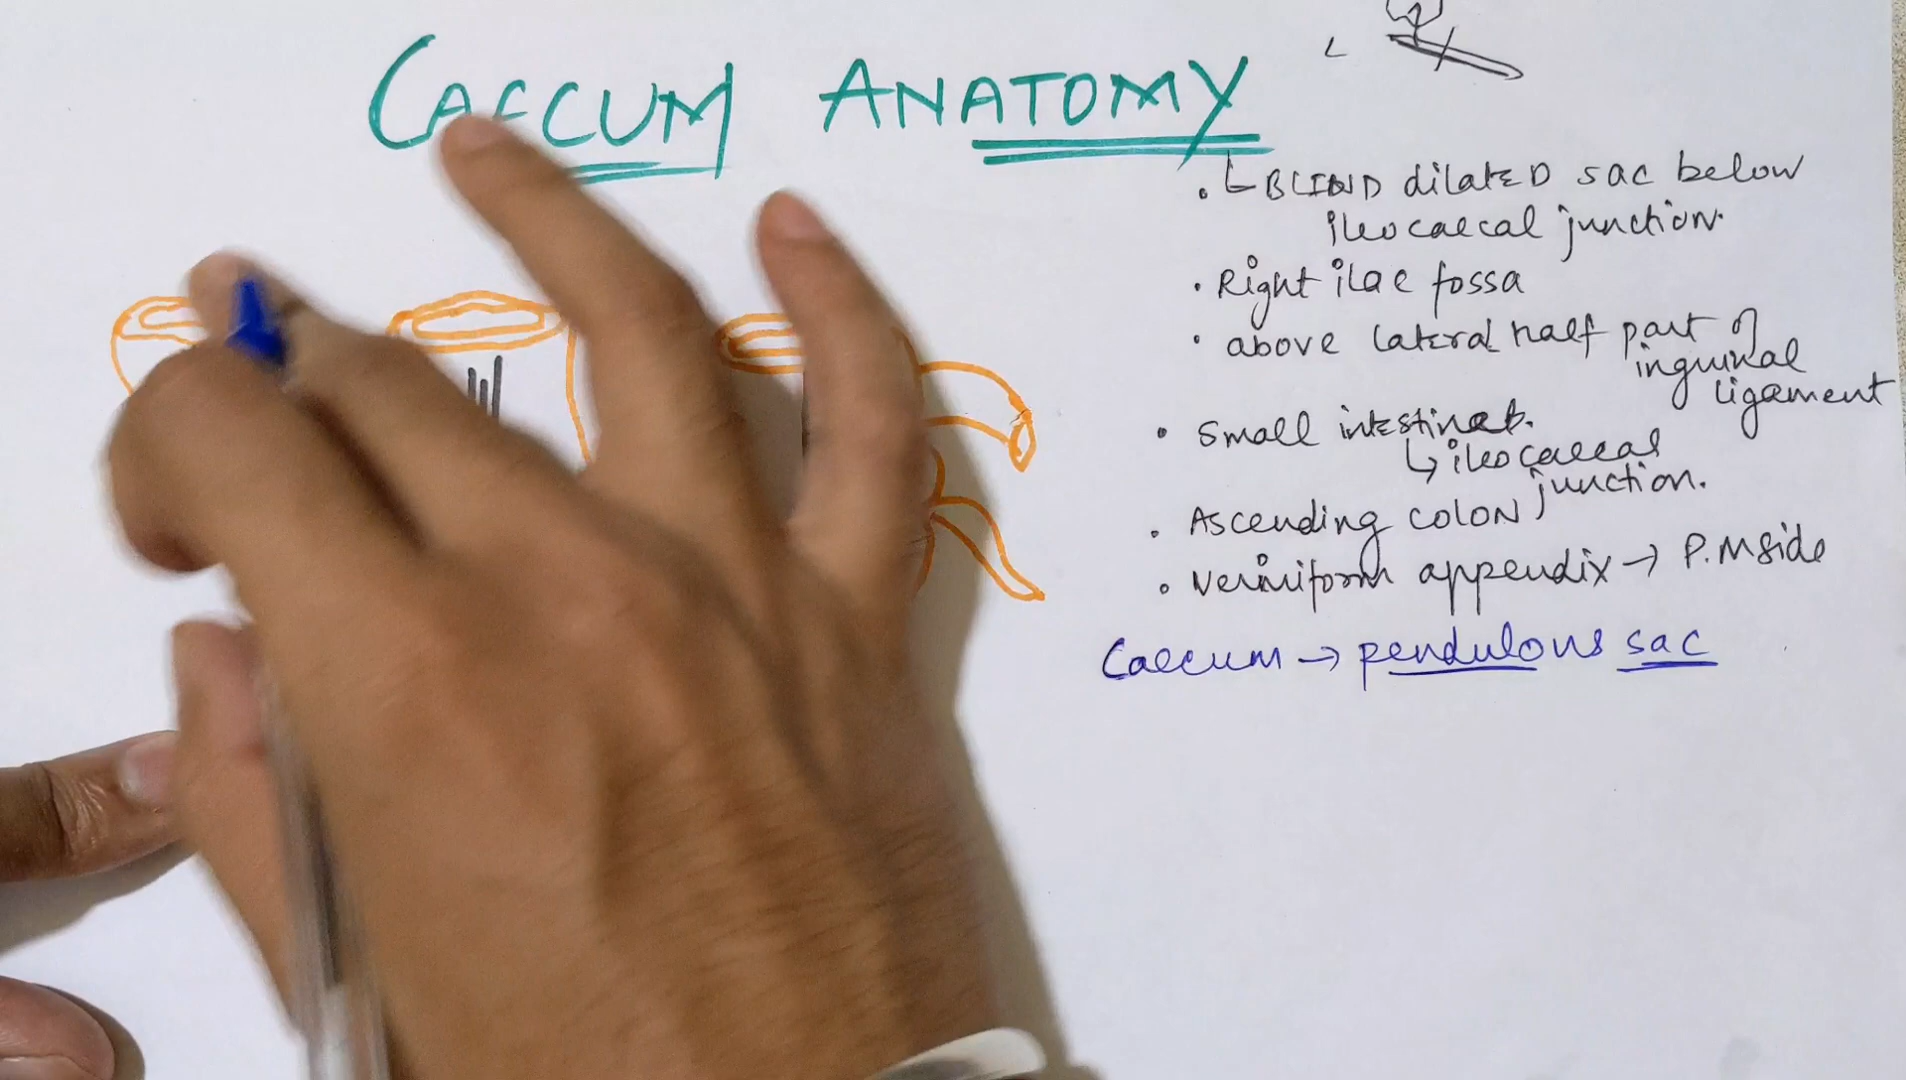 CAECUM ANATOMY
L
• BLIND dilateD sac below
ileocaecal junction.
• Right ilac fossa
• above lateral half part of
inguinal
ligament
• small intestine
↳ ileocaecal
junction.
• Ascending COLON
• Vermiform appendix → P.M side
Caecum → pendulous sac